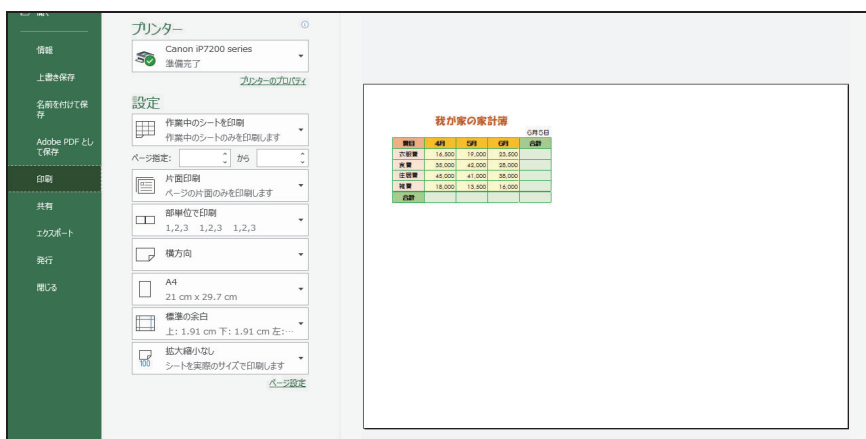 開く
情報
上書き保存
名前を付けて保
存
Adobe PDF とし
て保存
印刷
共有
エクスポート
発行
閉じる
プリンター
Canon iP7200 series
準備完了
プリンターのプロパティ
設定
作業中のシートを印刷
作業中のシートのみを印刷します
ページ指定: から
片面印刷
ページの片面のみを印刷します
部単位で印刷
1,2,3 1,2,3 1,2,3
横方向
A4
21 cm x 29.7 cm
標準の余白
上: 1.91 cm 下: 1.91 cm 左:…
拡大縮小なし
100
シートを実際のサイズで印刷します
ページ設定
我が家の家計簿
6月5日
費目 4月 5月 6月 合計
衣服費 16,500 19,000 23,500
食費 35,000 42,000 28,000
住居費 45,000 41,000 38,000
雑費 18,000 13,500 16,000
合計